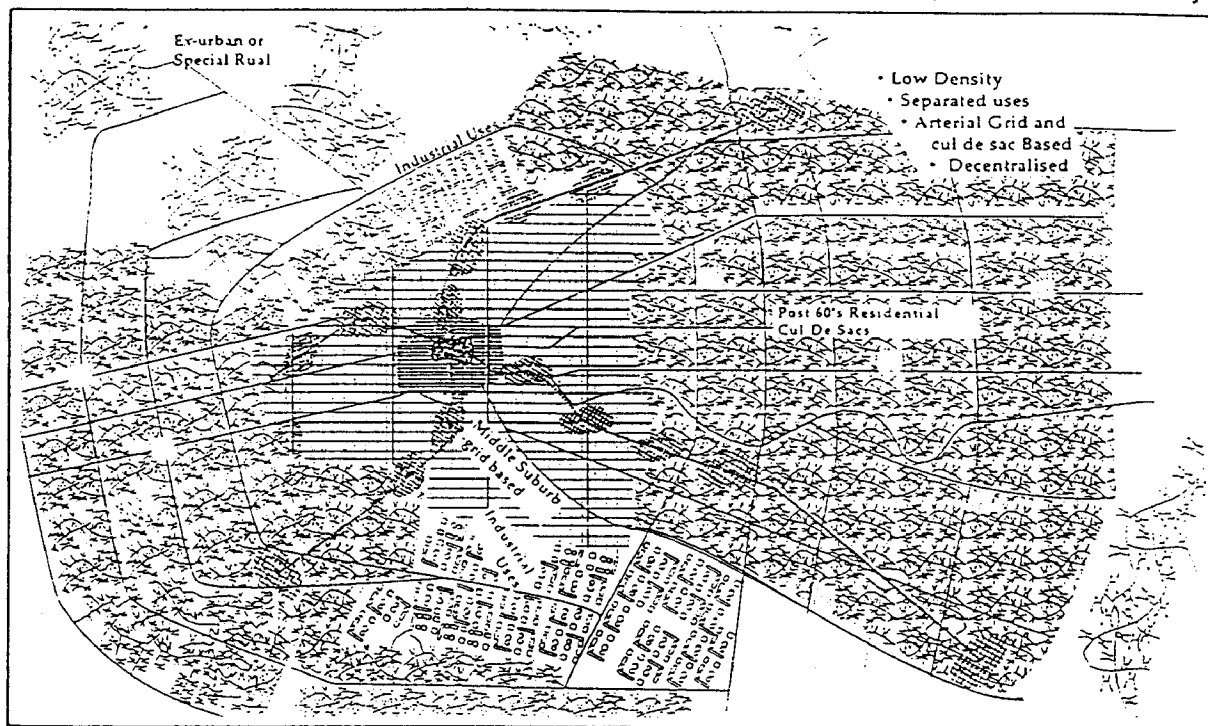 Ex-urban or
Special Rual
• Low Density
• Separated uses
• Arterial Grid and
cul de sac Based
• Decentralised
Industrial Uses
Post 60's Residential
Cul De Sacs
Middle Suburb
grid based
Industrial
Uses